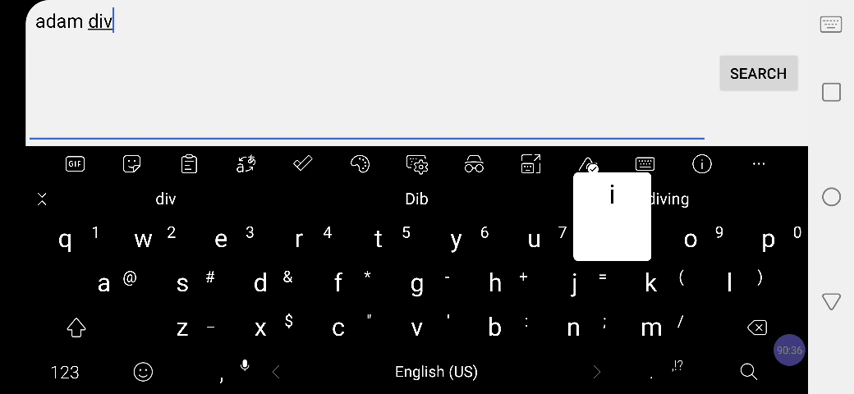 adam div
SEARCH
GIF
div Dib diving
i
q 1 w 2 e 3 r 4 t 5 y 6 u 7 o 9 p 0
a @ s # d & f * g - h + j = k ( l )
z _ x $ c " v ' b : n ; m /
123 , < English (US) > . ,!?
90:36